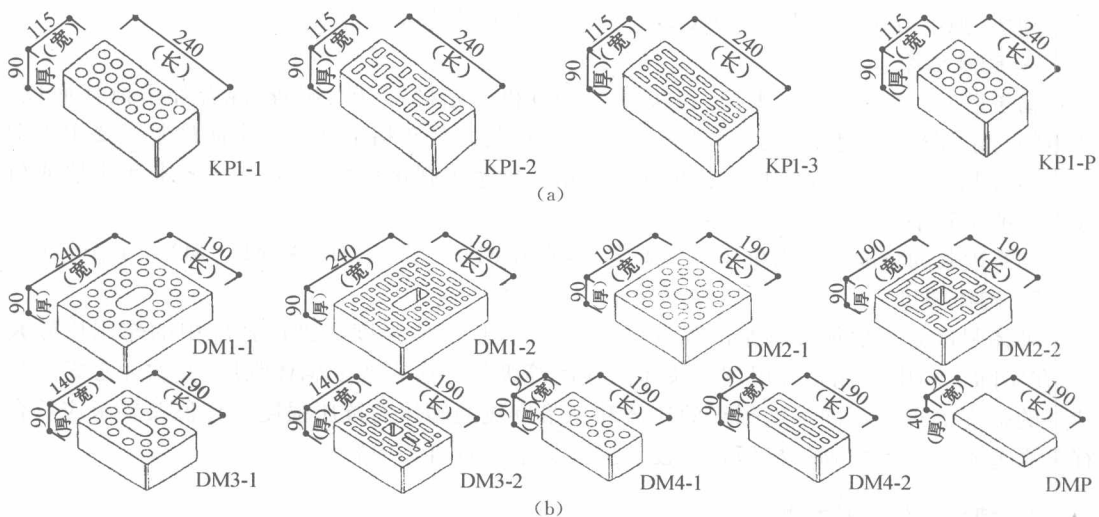 115 (宽) 240 (长) 90 (厚) KP1-1
115 (宽) 240 (长) 90 (厚) KP1-2
115 (宽) 240 (长) 90 (厚) KP1-3
115 (宽) 240 (长) 90 (厚) KP1-P
(a)
240 (宽) 190 (长) 90 (厚) DM1-1
240 (宽) 190 (长) 90 (厚) DM1-2
190 (宽) 190 (长) 90 (厚) DM2-1
190 (宽) 190 (长) 90 (厚) DM2-2
140 (宽) 190 (长) 90 (厚) DM3-1
140 (宽) 190 (长) 90 (厚) DM3-2
90 (宽) 190 (长) 90 (厚) DM4-1
90 (宽) 190 (长) 90 (厚) DM4-2
90 (宽) 190 (长) 40 (厚) DMP
(b)